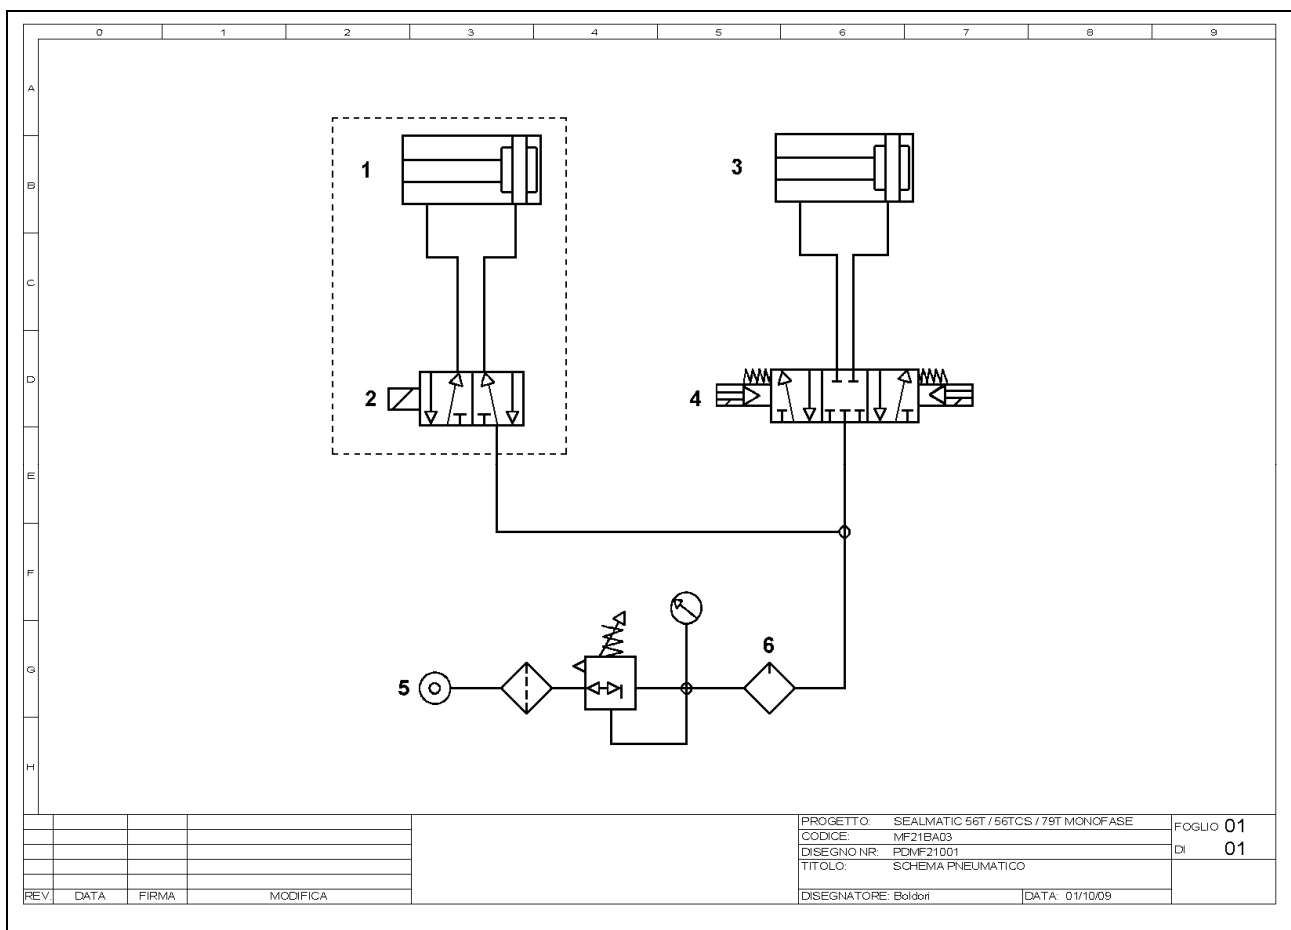 0 1 2 3 4 5 6 7 8 9
A
B
C
D
E
F
G
H
1
3
2
4
6
5
PROGETTO: SEALMATIC 56T / 56TCS / 79T MONOFASE
CODICE: MF21BA03
DISEGNO NR: PDMF21001
TITOLO: SCHEMA PNEUMATICO
DISEGNATORE: Boldori DATA: 01/10/09
FOGLIO 01
DI 01
REV. DATA FIRMA MODIFICA